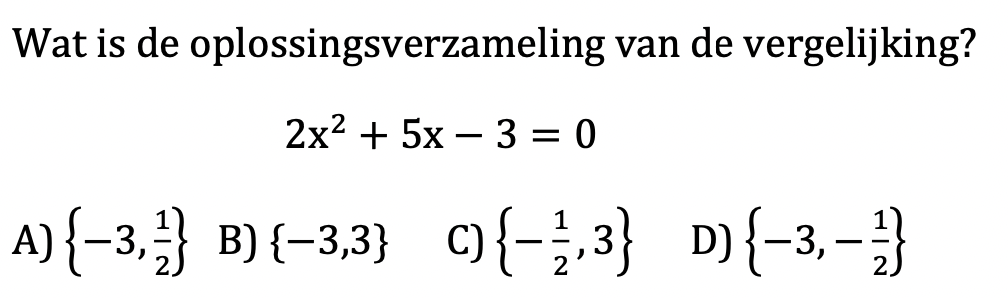 Wat is de oplossingsverzameling van de vergelijking?
2x² + 5x − 3 = 0
A) {−3, 1/2} B) {−3,3} C) {−1/2, 3} D) {−3, −1/2}